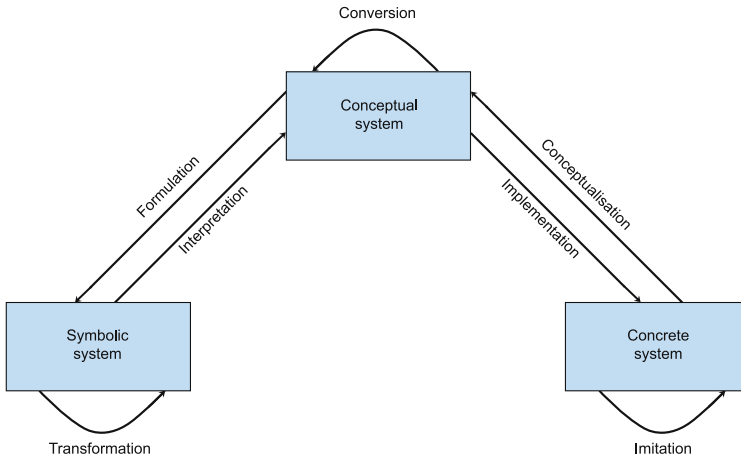 Conversion
Conceptual
system
Formulation
Interpretation
Implementation
Conceptualisation
Symbolic
system
Concrete
system
Transformation
Imitation